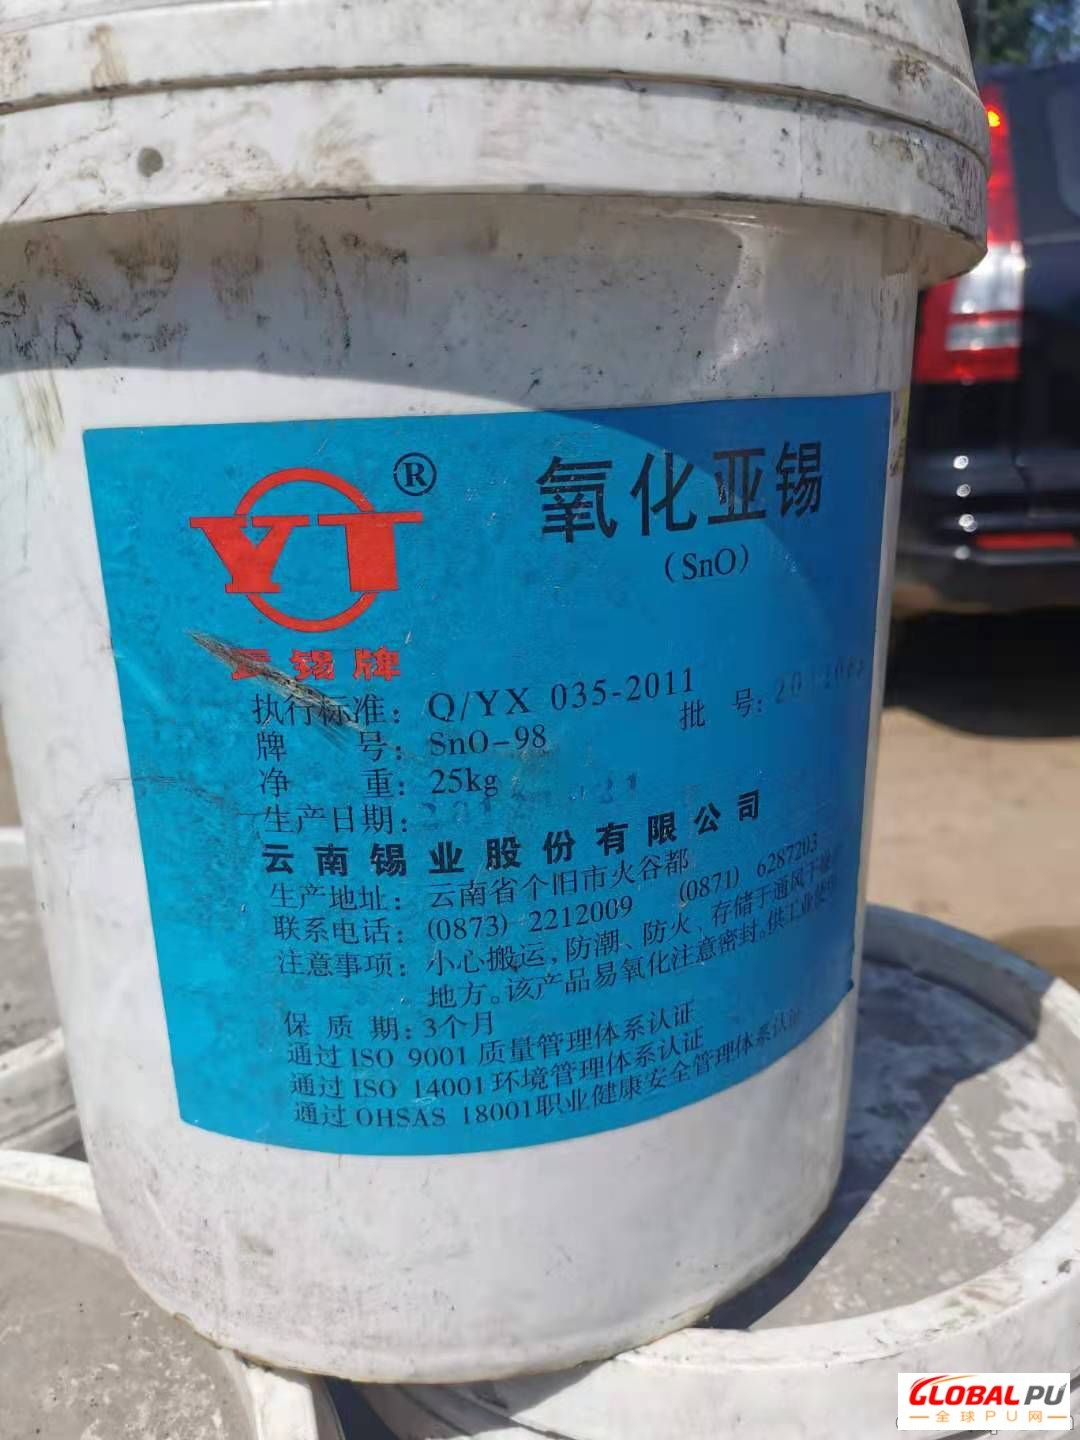 YT®
氧化亚锡
(SnO)
云锡牌
执行标准: Q/YX 035-2011
牌 号: SnO-98 批 号:
净 重: 25kg
生产日期:
云南锡业股份有限公司
生产地址: 云南省个旧市火谷都
联系电话: (0873) 2212009 (0871) 6287203
注意事项: 小心搬运,防潮、防火、存储于通风干燥
地方。该产品易氧化注意密封。供工业使用
保 质 期: 3个月
通过 ISO 9001 质量管理体系认证
通过 ISO 14001 环境管理体系认证
通过 OHSAS 18001 职业健康安全管理体系认证
GLOBAL PU
全球PU网